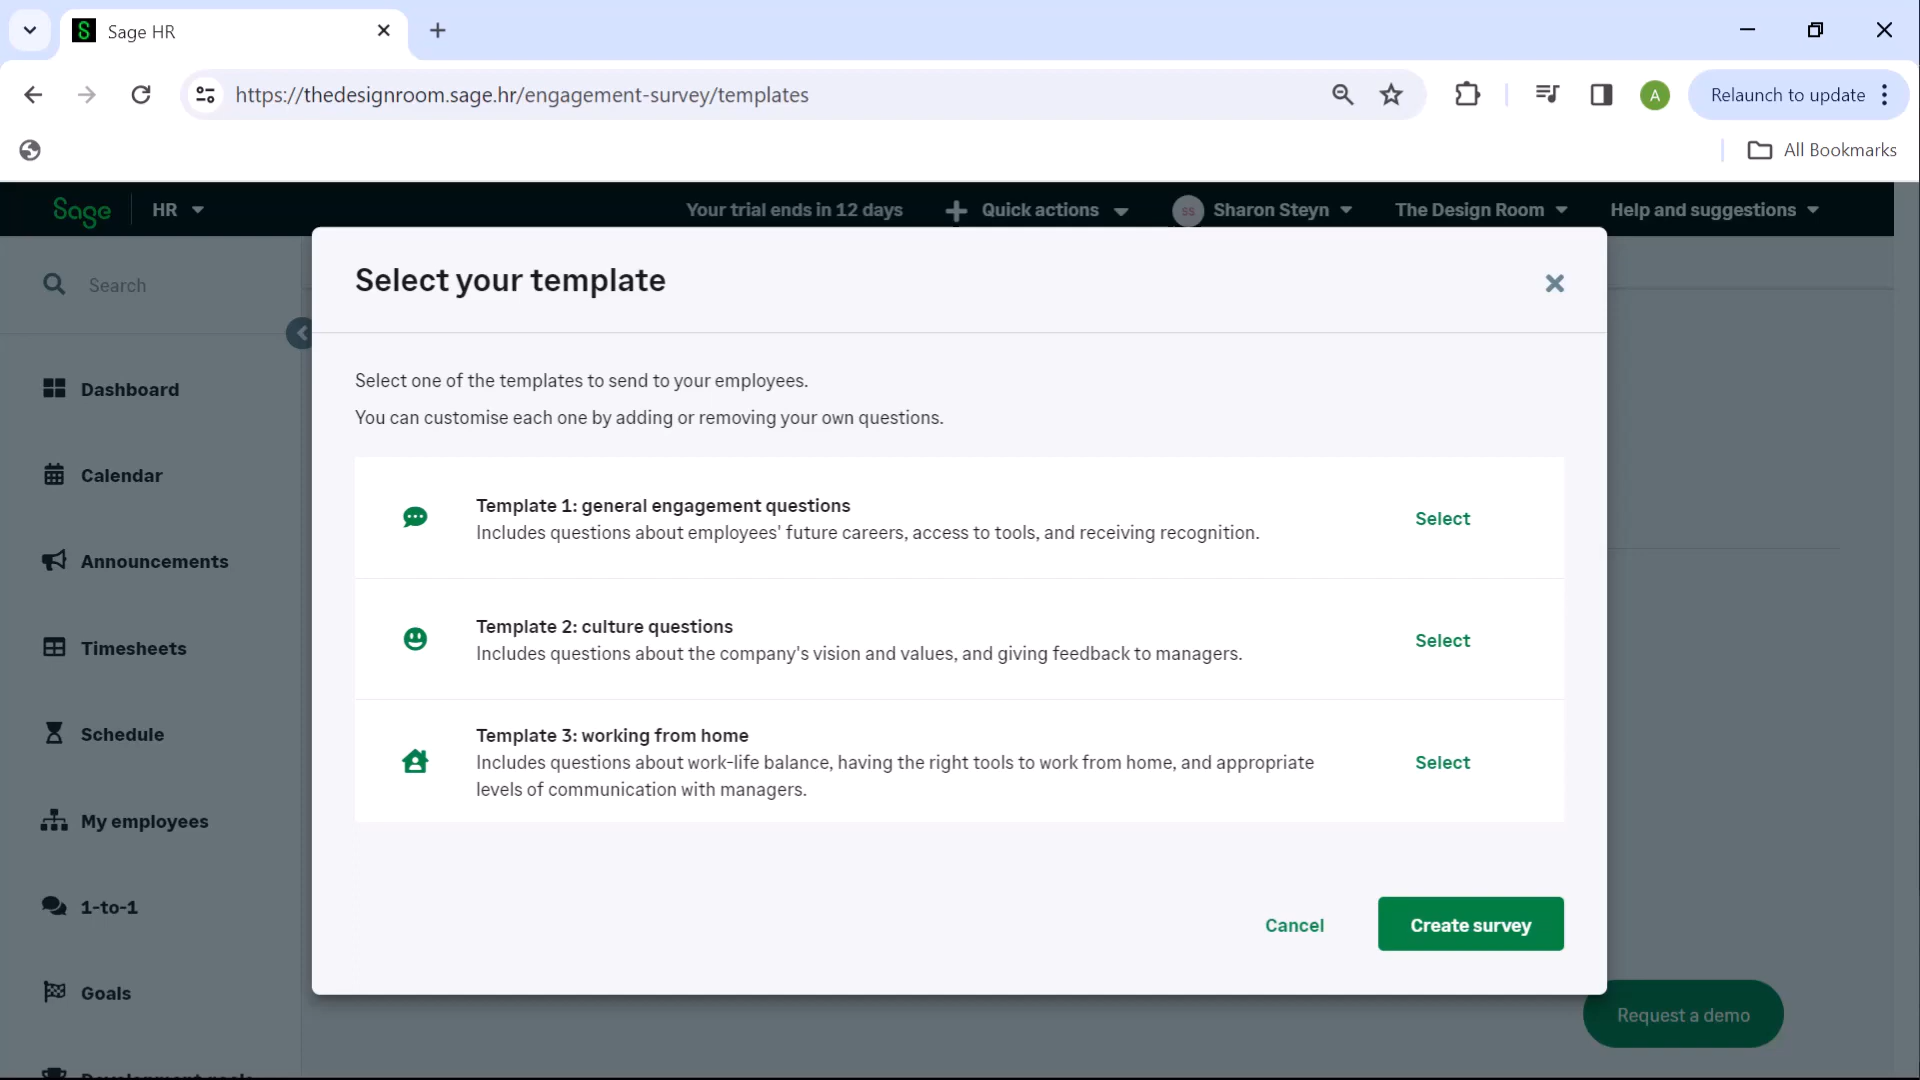 Sage HR
https://thedesignroom.sage.hr/engagement-survey/templates
A
Relaunch to update
All Bookmarks
Sage HR
Your trial ends in 12 days
Quick actions
SS
Sharon Steyn
The Design Room
Help and suggestions
Search
Dashboard
Calendar
Announcements
Timesheets
Schedule
My employees
1-to-1
Goals
Select your template
Select one of the templates to send to your employees.
You can customise each one by adding or removing your own questions.
Template 1: general engagement questions
Includes questions about employees' future careers, access to tools, and receiving recognition.
Select
Template 2: culture questions
Includes questions about the company's vision and values, and giving feedback to managers.
Select
Template 3: working from home
Includes questions about work-life balance, having the right tools to work from home, and appropriate
levels of communication with managers.
Select
Cancel
Create survey
Request a demo